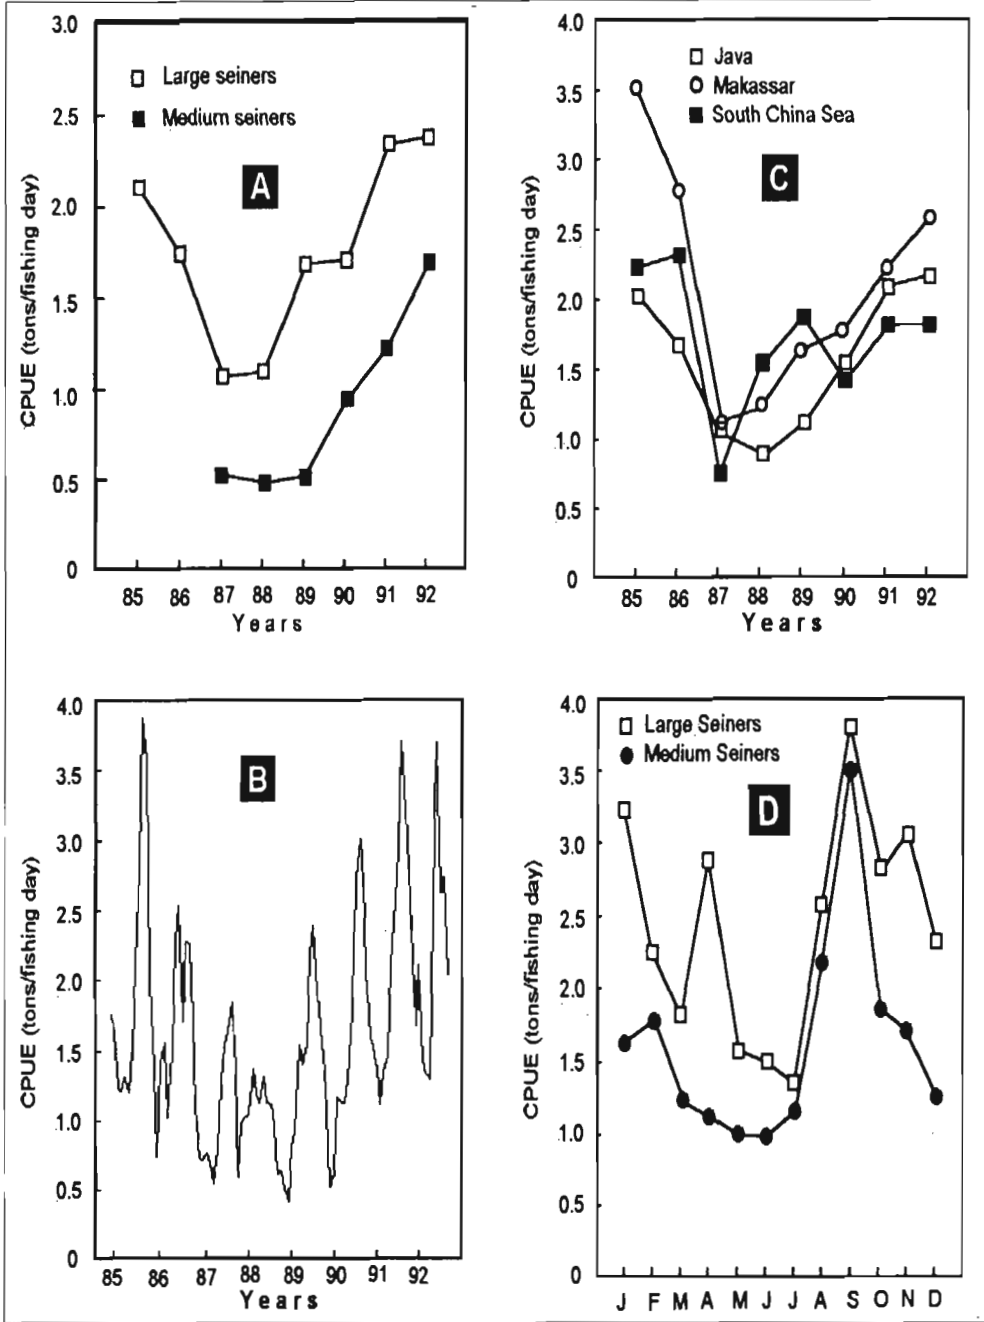 3.0
2.5
2.0
1.5
1.0
0.5
0
CPUE (tons/fishing day)
Large seiners
Medium seiners
A
85 86 87 88 89 90 91 92
Years
4.0
3.5
3.0
2.5
2.0
1.5
1.0
0.5
0
CPUE (tons/fishing day)
Java
Makassar
South China Sea
C
85 86 87 88 89 90 91 92
Years
4.0
3.5
3.0
2.5
2.0
1.5
1.0
0.5
0
CPUE (tons/fishing day)
B
85 86 87 88 89 90 91 92
Years
4.0
3.5
3.0
2.5
2.0
1.5
1.0
0.5
0
CPUE (tons/fishing day)
Large Seiners
Medium Seiners
D
J F M A M J J A S O N D